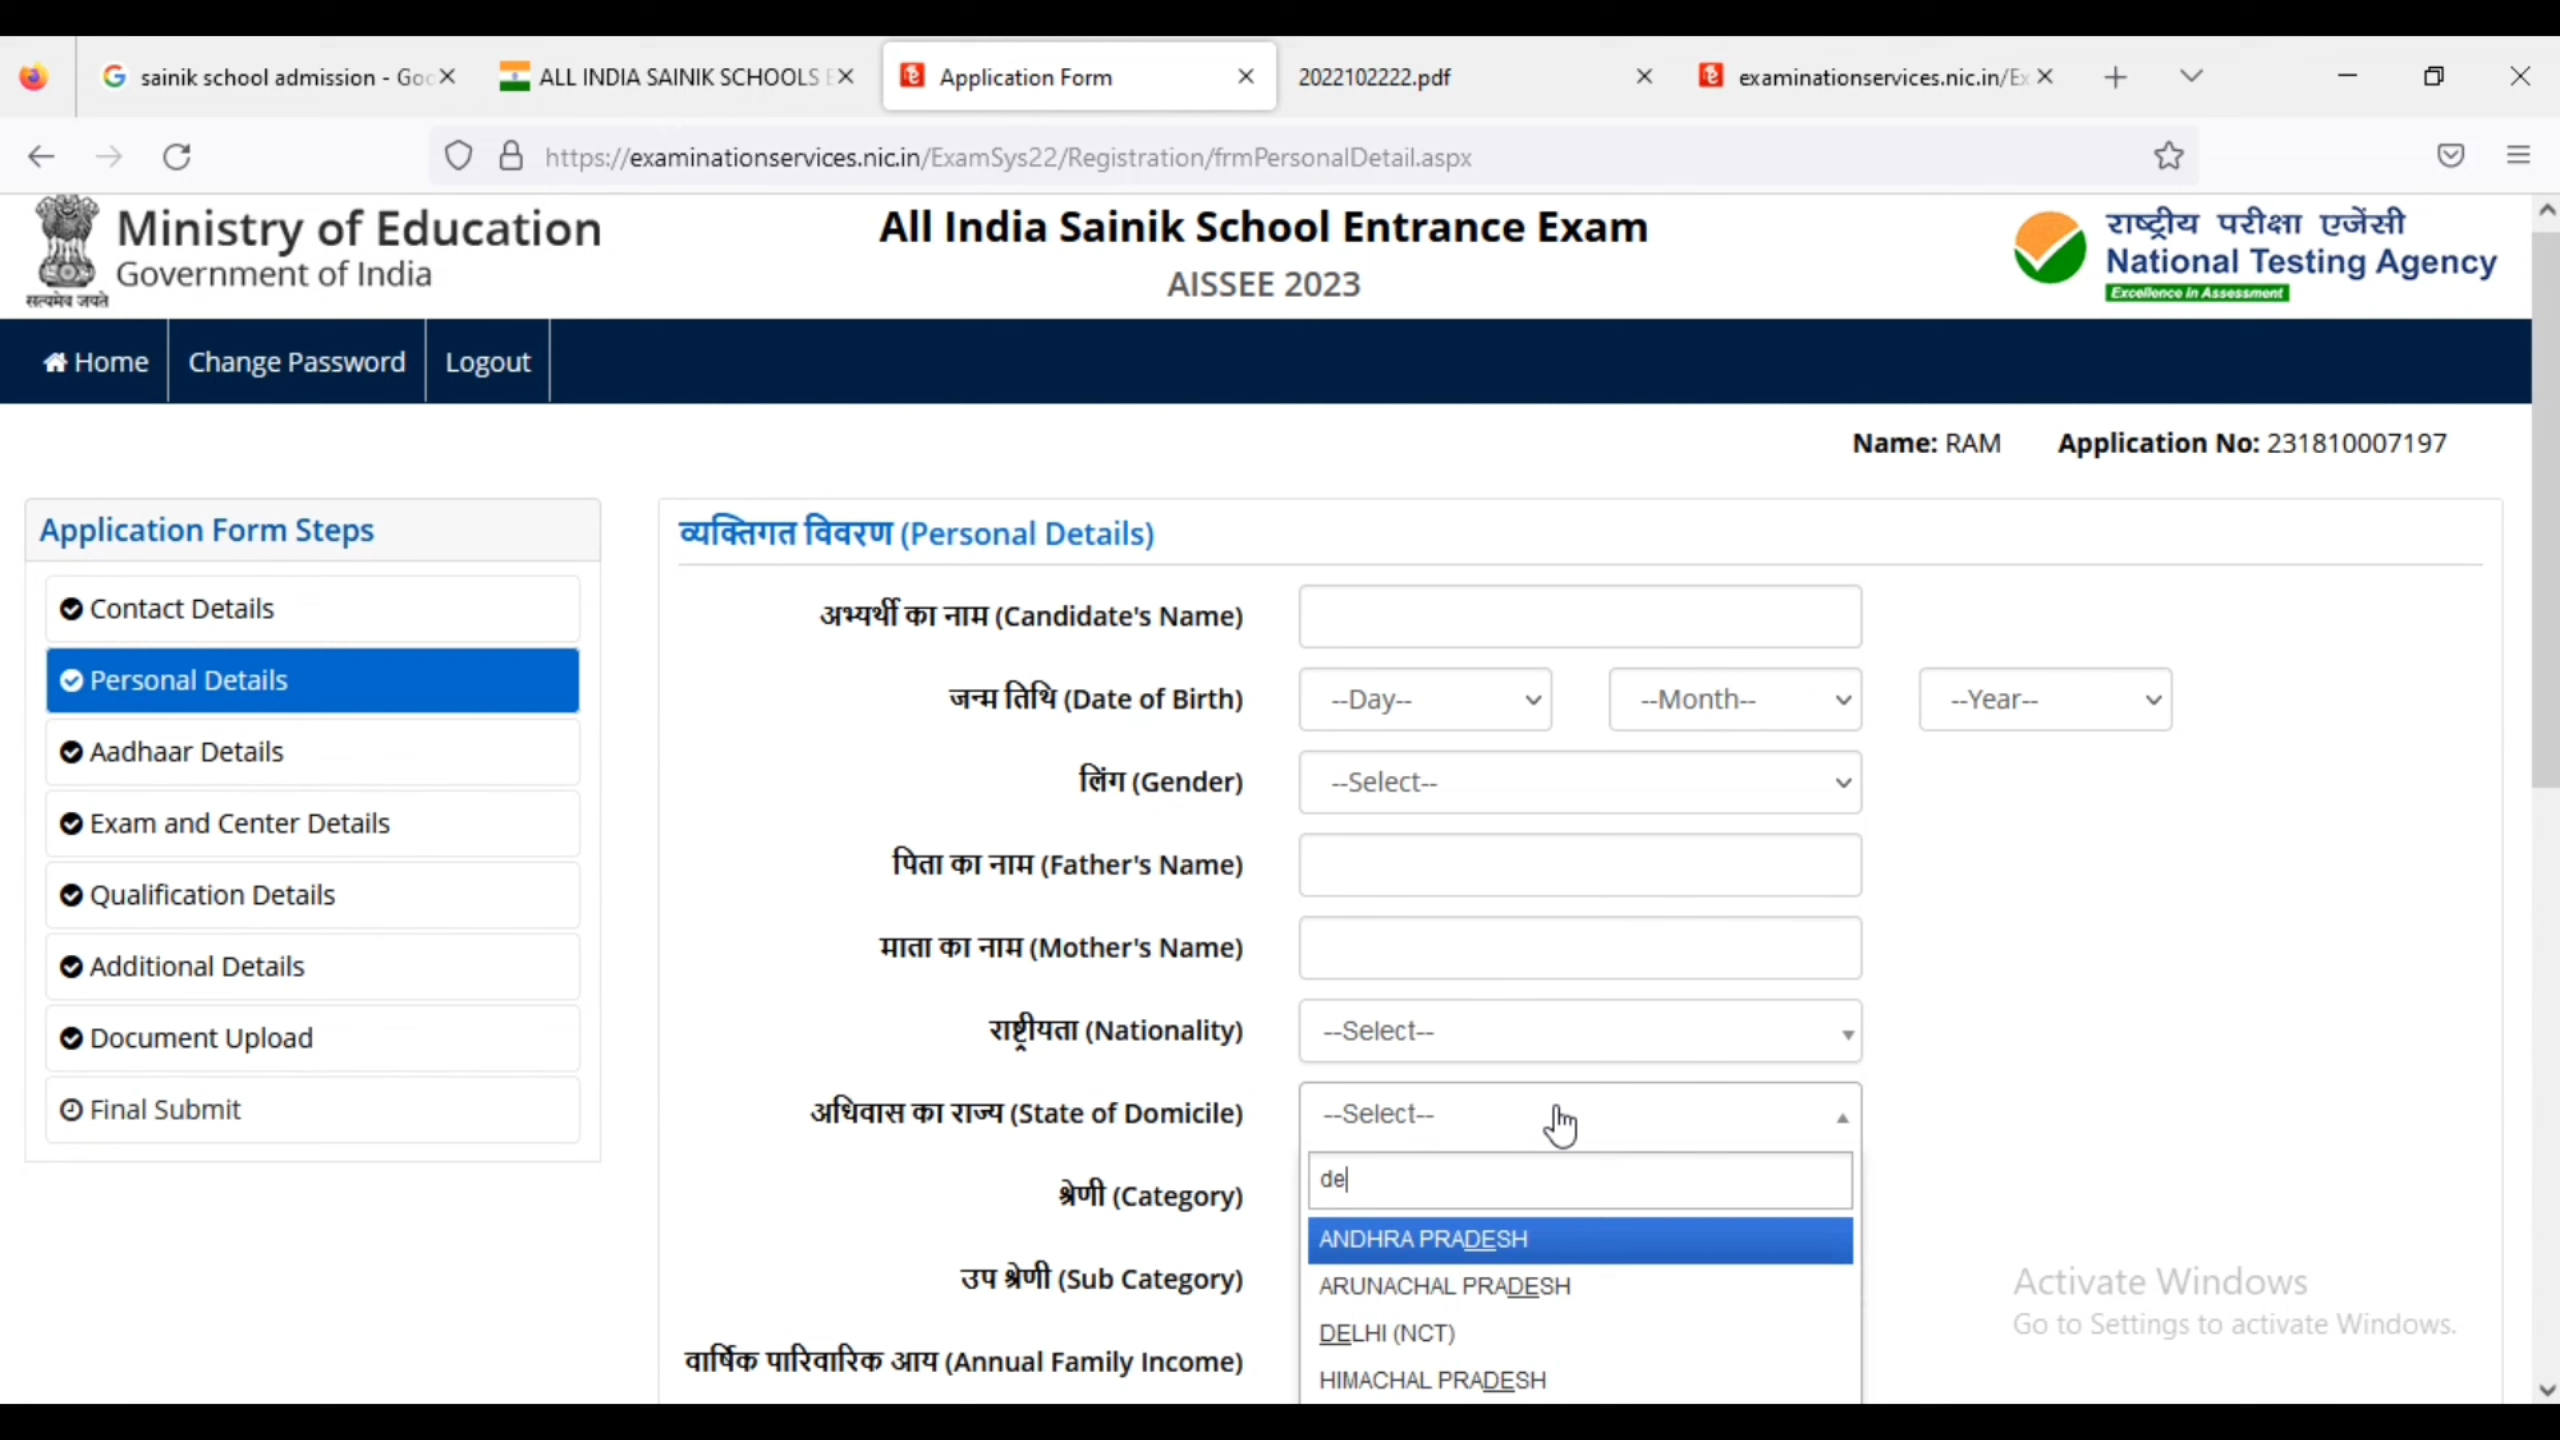 sainik school admission - Goo
ALL INDIA SAINIK SCHOOLS E
Application Form
2022102222.pdf
examinationservices.nic.in/Ex
https://examinationservices.nic.in/ExamSys22/Registration/frmPersonalDetail.aspx
सत्यमेव जयते
Ministry of Education
Government of India
All India Sainik School Entrance Exam
AISSEE 2023
राष्ट्रीय परीक्षा एजेंसी
National Testing Agency
Excellence in Assessment
Home
Change Password
Logout
Name: RAM
Application No: 231810007197
Application Form Steps
Contact Details
Personal Details
Aadhaar Details
Exam and Center Details
Qualification Details
Additional Details
Document Upload
Final Submit
व्यक्तिगत विवरण (Personal Details)
अभ्यर्थी का नाम (Candidate's Name)
जन्म तिथि (Date of Birth) --Day-- --Month-- --Year--
लिंग (Gender) --Select--
पिता का नाम (Father's Name)
माता का नाम (Mother's Name)
राष्ट्रीयता (Nationality) --Select--
अधिवास का राज्य (State of Domicile) --Select--
de
श्रेणी (Category)
ANDHRA PRADESH
उप श्रेणी (Sub Category)
ARUNACHAL PRADESH
DELHI (NCT)
वार्षिक पारिवारिक आय (Annual Family Income)
HIMACHAL PRADESH
Activate Windows
Go to Settings to activate Windows.